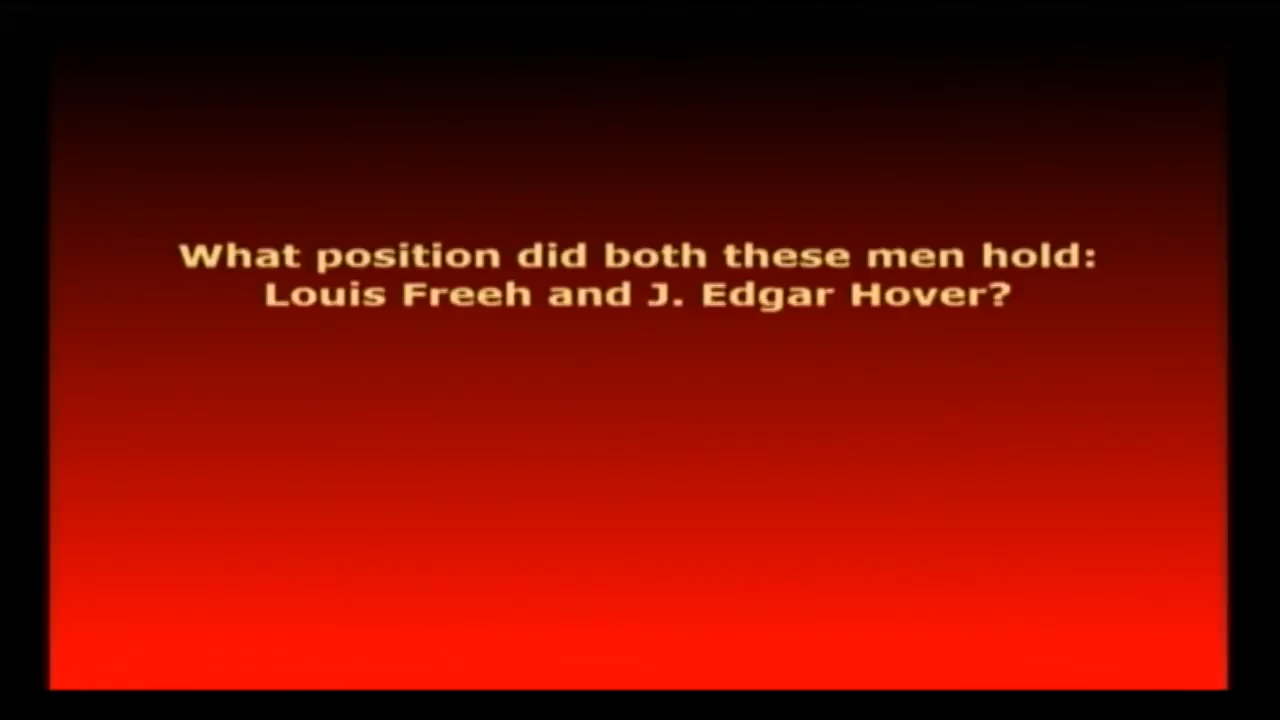 What position did both these men hold:
Louis Freeh and J. Edgar Hover?